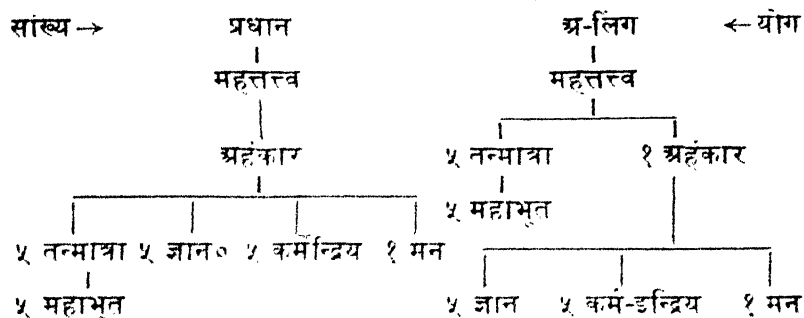 सांख्य → प्रधान अ-लिंग ← योग
महत्तत्त्व महत्तत्त्व
अहंकार ५ तन्मात्रा १ अहंकार
५ महाभूत
५ तन्मात्रा ५ ज्ञान० ५ कर्मेन्द्रिय १ मन
५ महाभूत ५ ज्ञान ५ कर्म-इन्द्रिय १ मन